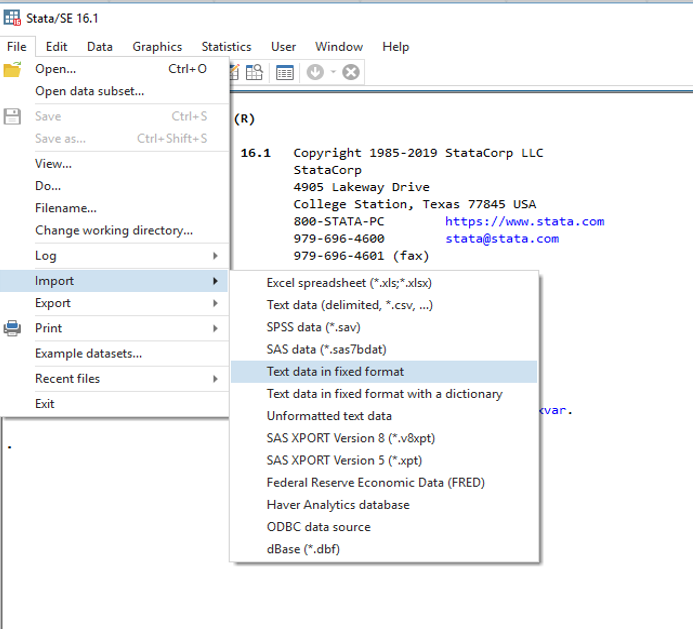 Stata/SE 16.1
File Edit Data Graphics Statistics User Window Help
Open... Ctrl+O
Open data subset...
Save Ctrl+S
Save as... Ctrl+Shift+S
View...
Do...
Filename...
Change working directory...
Log
Import
Export
Print
Example datasets...
Recent files
Exit
(R)
16.1 Copyright 1985-2019 StataCorp LLC
StataCorp
4905 Lakeway Drive
College Station, Texas 77845 USA
800-STATA-PC https://www.stata.com
979-696-4600 stata@stata.com
979-696-4601 (fax)
Excel spreadsheet (*.xls;*.xlsx)
Text data (delimited, *.csv, ...)
SPSS data (*.sav)
SAS data (*.sas7bdat)
Text data in fixed format
Text data in fixed format with a dictionary
Unformatted text data
SAS XPORT Version 8 (*.v8xpt)
SAS XPORT Version 5 (*.xpt)
Federal Reserve Economic Data (FRED)
Haver Analytics database
ODBC data source
dBase (*.dbf)
xvar.
.